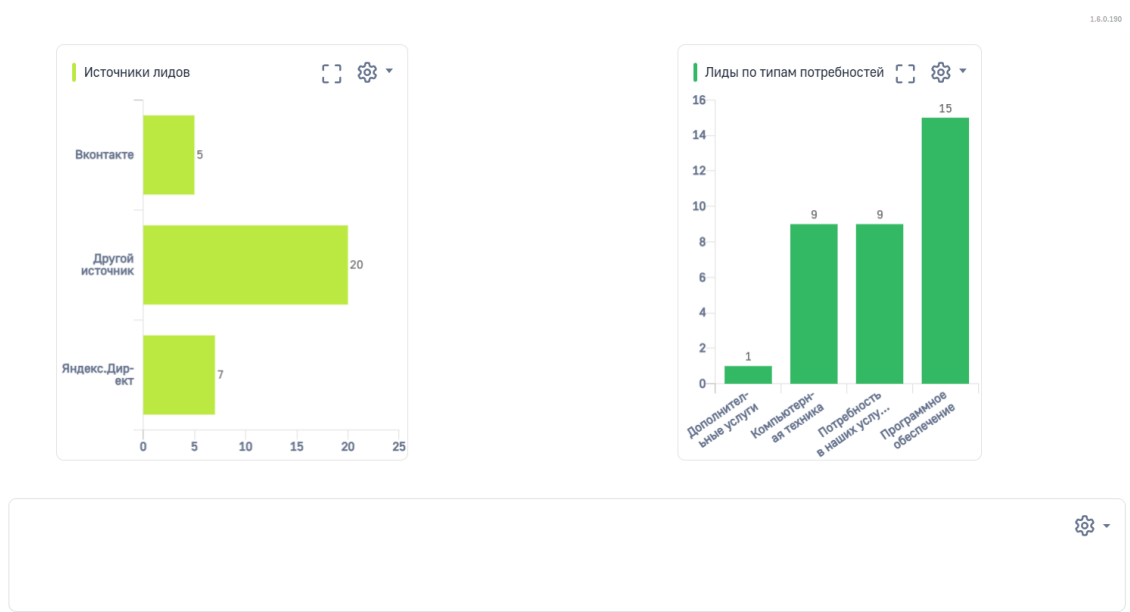 1.6.0.190
Источники лидов
Вконтакте
5
Другой
источник
20
Яндекс.Дир-
ект
7
0 5 10 15 20 25
Лиды по типам потребностей
16
14
12
10
8
6
4
2
0
1
9
9
15
Дополнител-
ьные услуги
Компьютерн-
ая техника
Потребность
в наших услу...
Программное
обеспечение